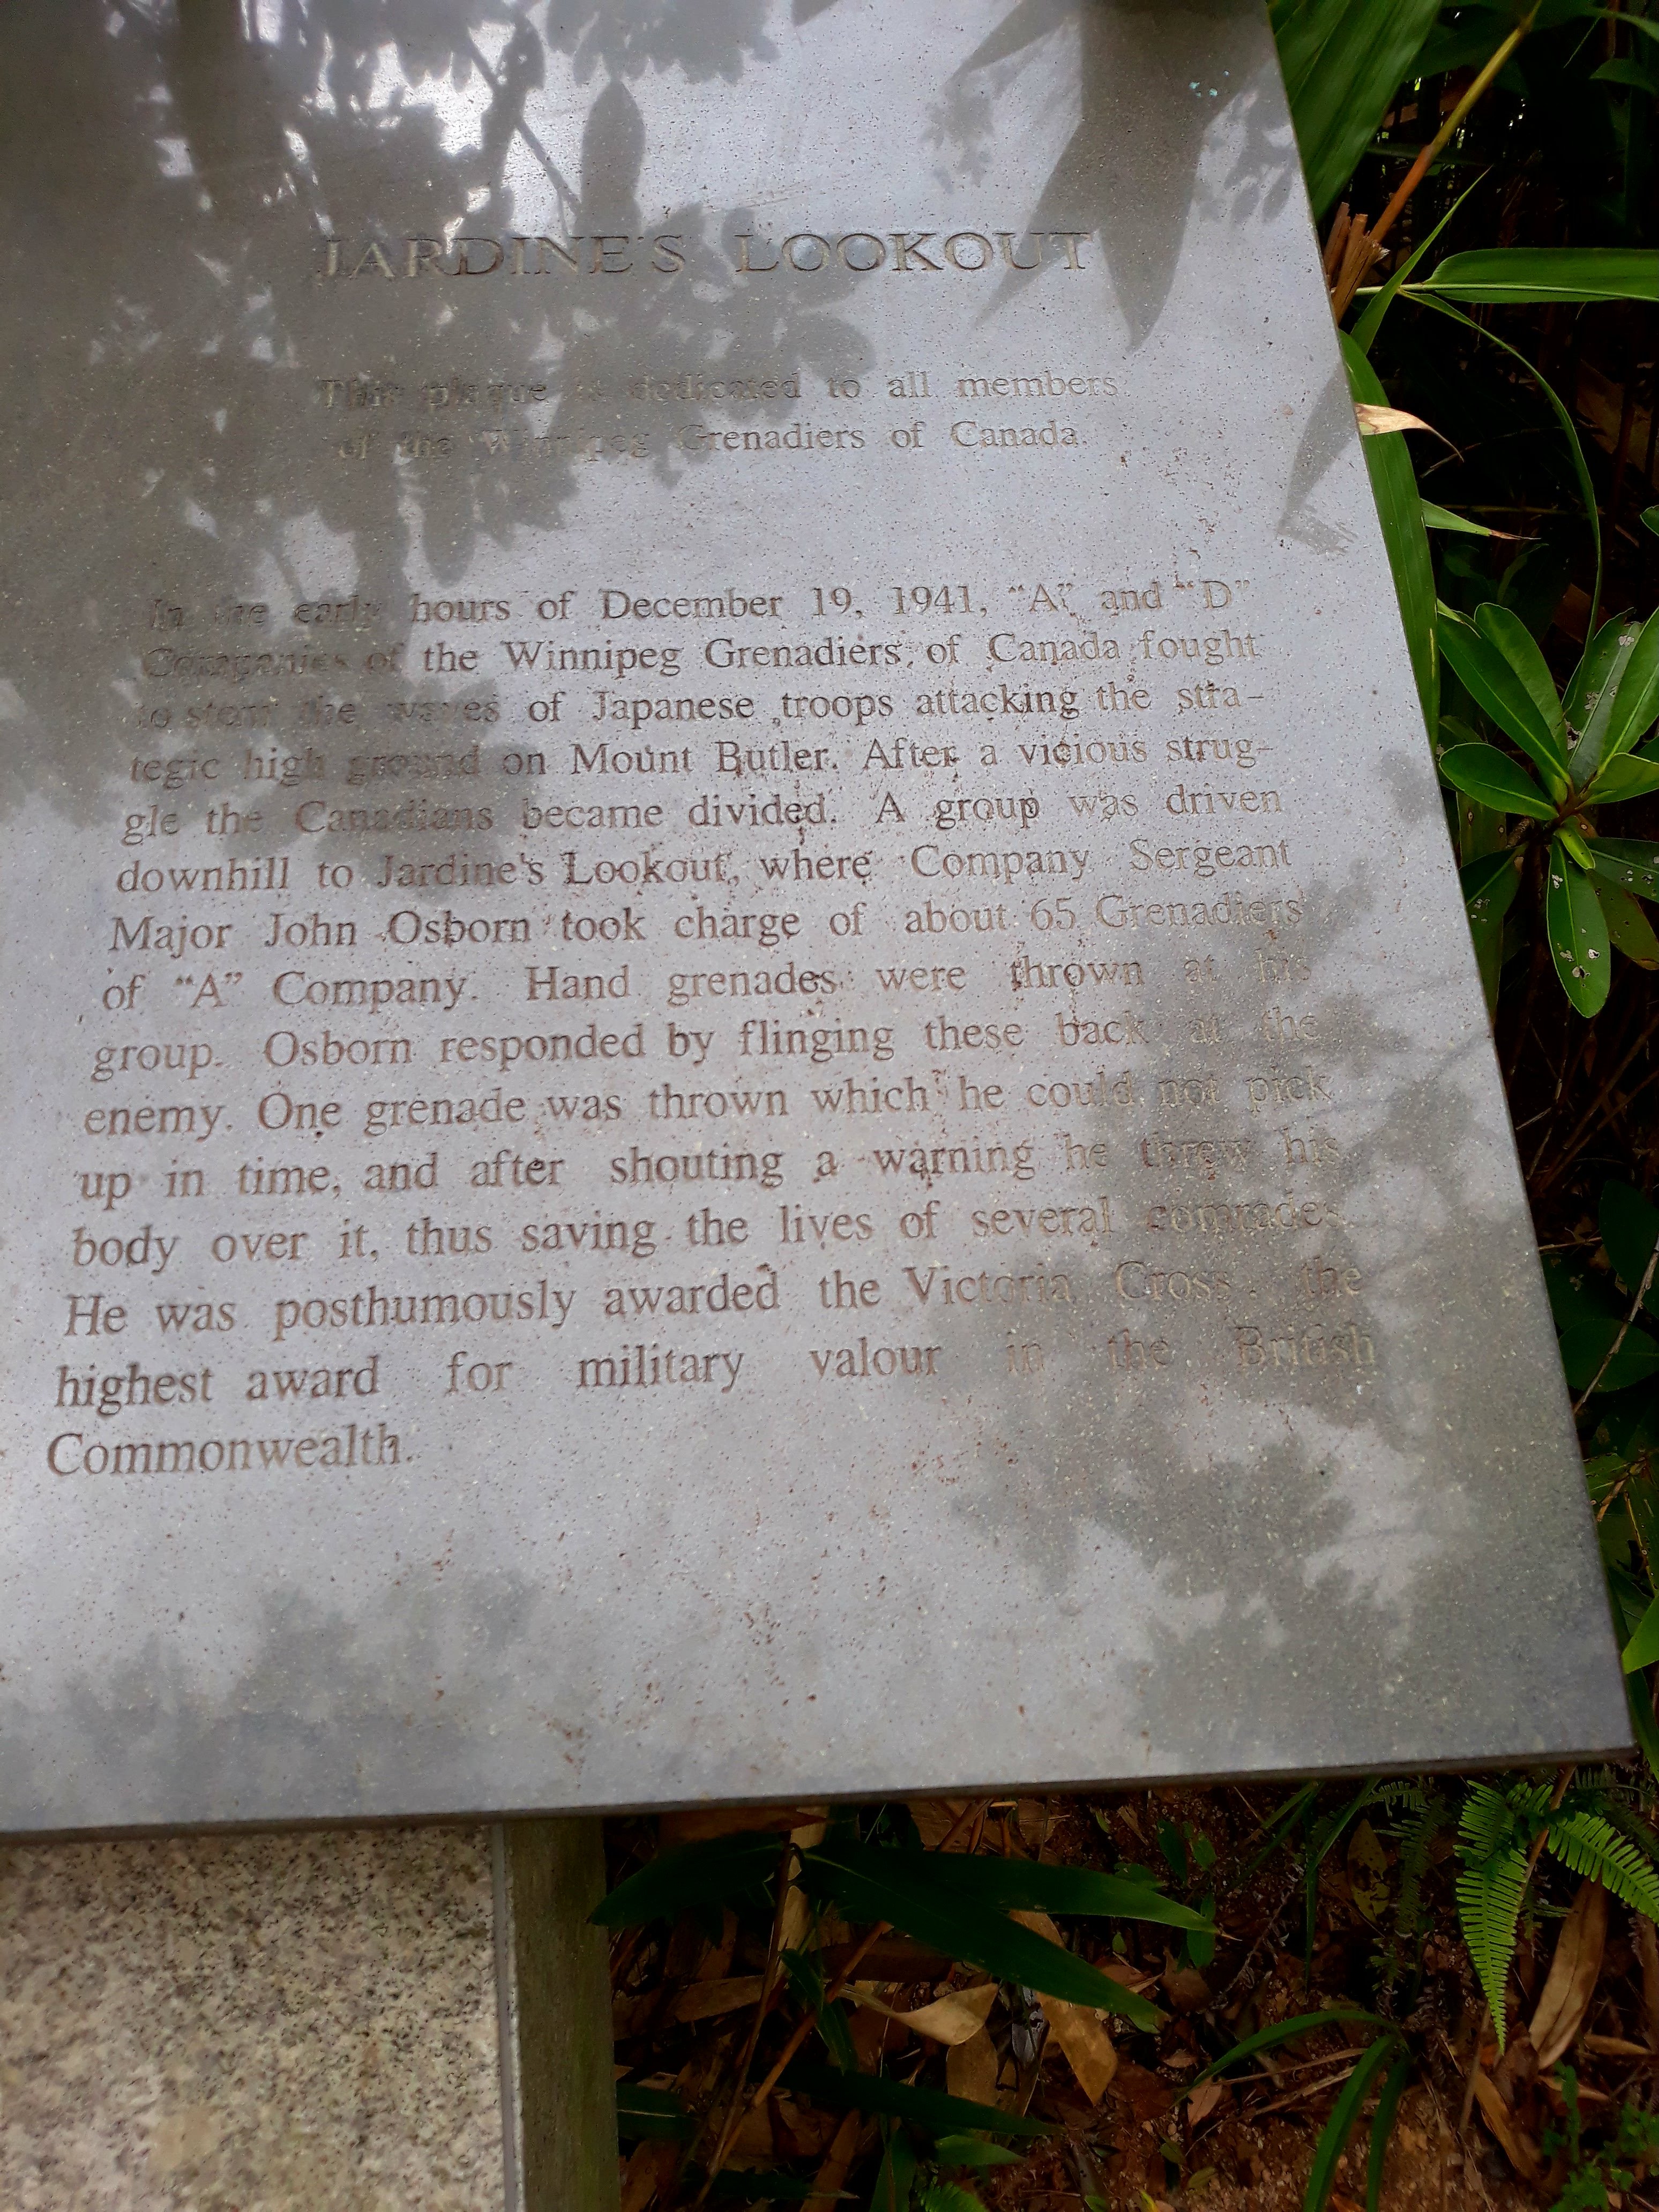 JARDINE'S LOOKOUT
This plaque is dedicated to all members
of the Winnipeg Grenadiers of Canada.
In the early hours of December 19, 1941, "A" and "D"
Companies of the Winnipeg Grenadiers of Canada fought
to stem the waves of Japanese troops attacking the stra-
tegic high ground on Mount Butler. After a vicious strug-
gle the Canadians became divided. A group was driven
downhill to Jardine's Lookout, where Company Sergeant
Major John Osborn took charge of about 65 Grenadiers
of "A" Company. Hand grenades were thrown at his
group. Osborn responded by flinging these back at the
enemy. One grenade was thrown which he could not pick
up in time, and after shouting a warning he threw his
body over it, thus saving the lives of several comrades.
He was posthumously awarded the Victoria Cross, the
highest award for military valour in the British
Commonwealth.